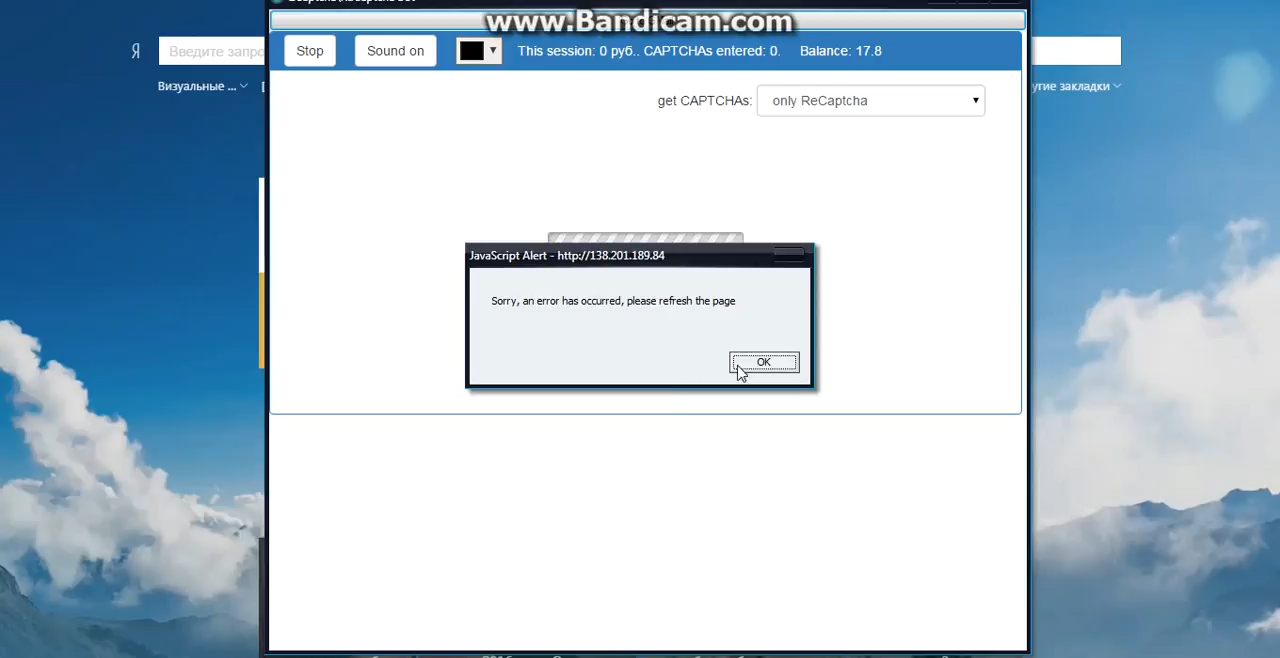 www.Bandicam.com
Я
Введите запро
Stop
Sound on
This session: 0 руб.. CAPTCHAs entered: 0.
Balance: 17.8
Визуальные ...
угие закладки
get CAPTCHAs:
only ReCaptcha
JavaScript Alert - http://138.201.189.84
Sorry, an error has occurred, please refresh the page
OK